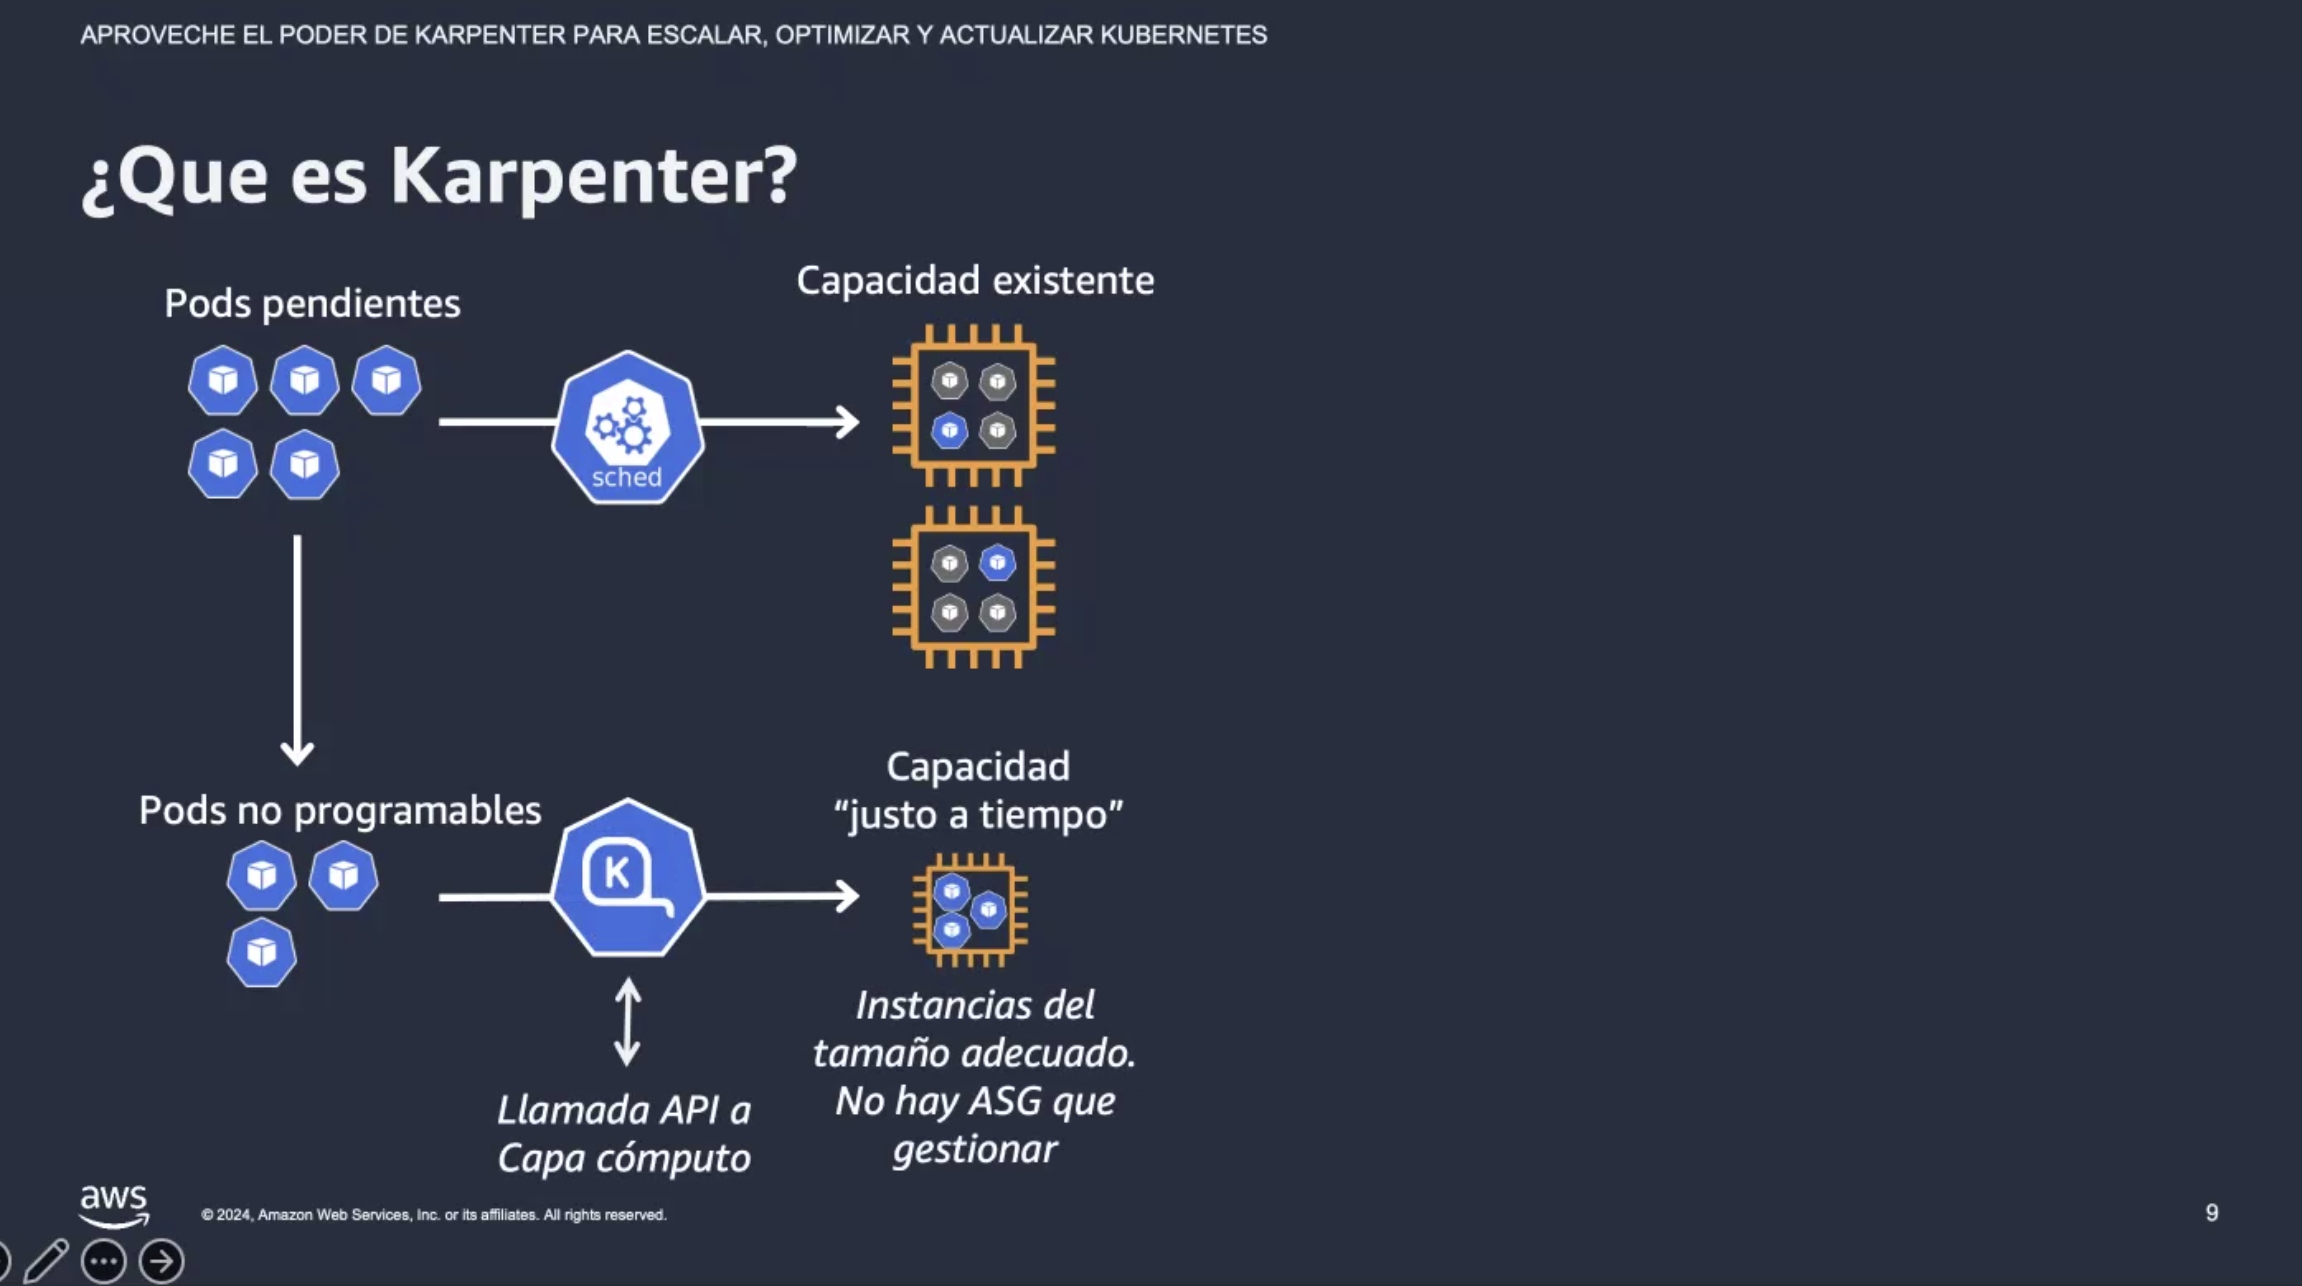 APROVECHE EL PODER DE KARPENTER PARA ESCALAR, OPTIMIZAR Y ACTUALIZAR KUBERNETES
¿Que es Karpenter?
Pods pendientes
sched
Capacidad existente
Pods no programables
K
Capacidad
“justo a tiempo”
Llamada API a
Capa cómputo
Instancias del
tamaño adecuado.
No hay ASG que
gestionar
aws
© 2024, Amazon Web Services, Inc. or its affiliates. All rights reserved.
9